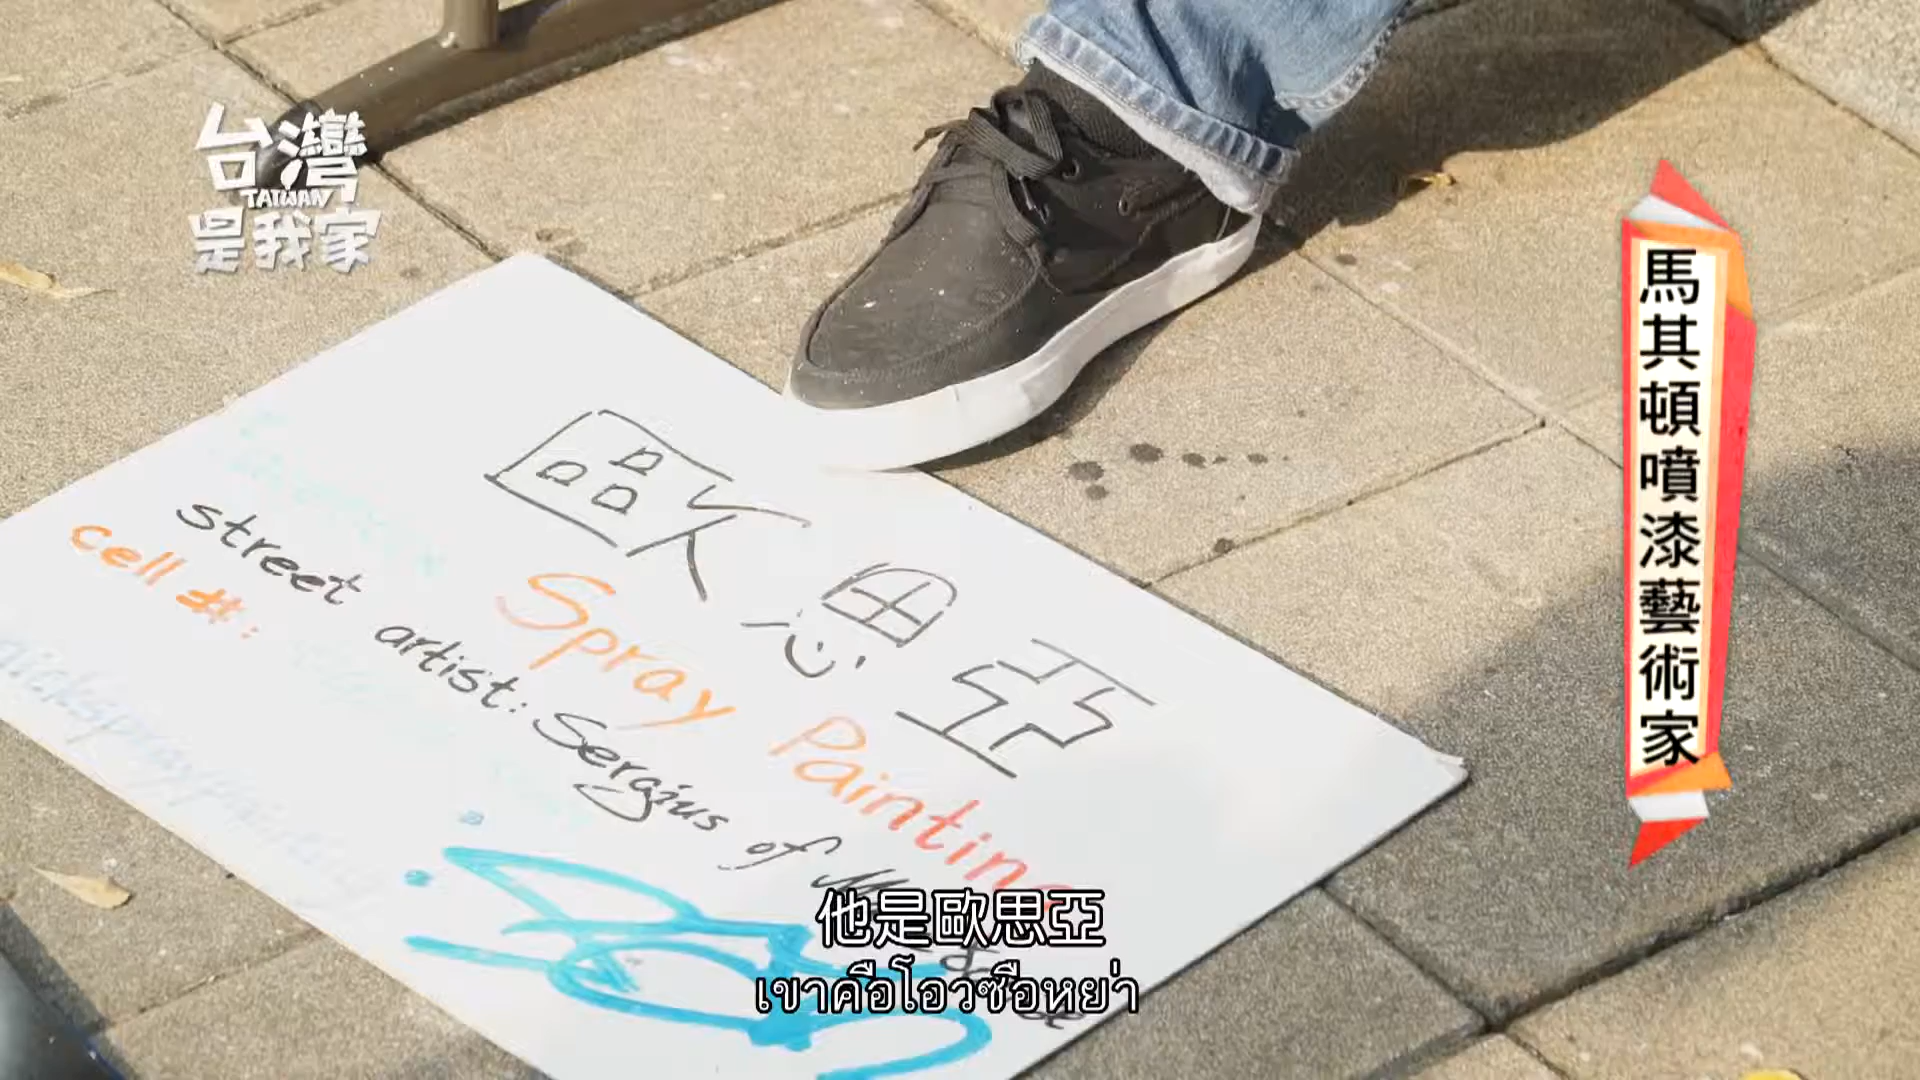 台灣
TAIWAN
是我家
馬其頓噴漆藝術家
歐思亞
Spray Painting
street artist: Sergius of
cell #:
他是歐思亞
เขาคือโอวซือหย่า